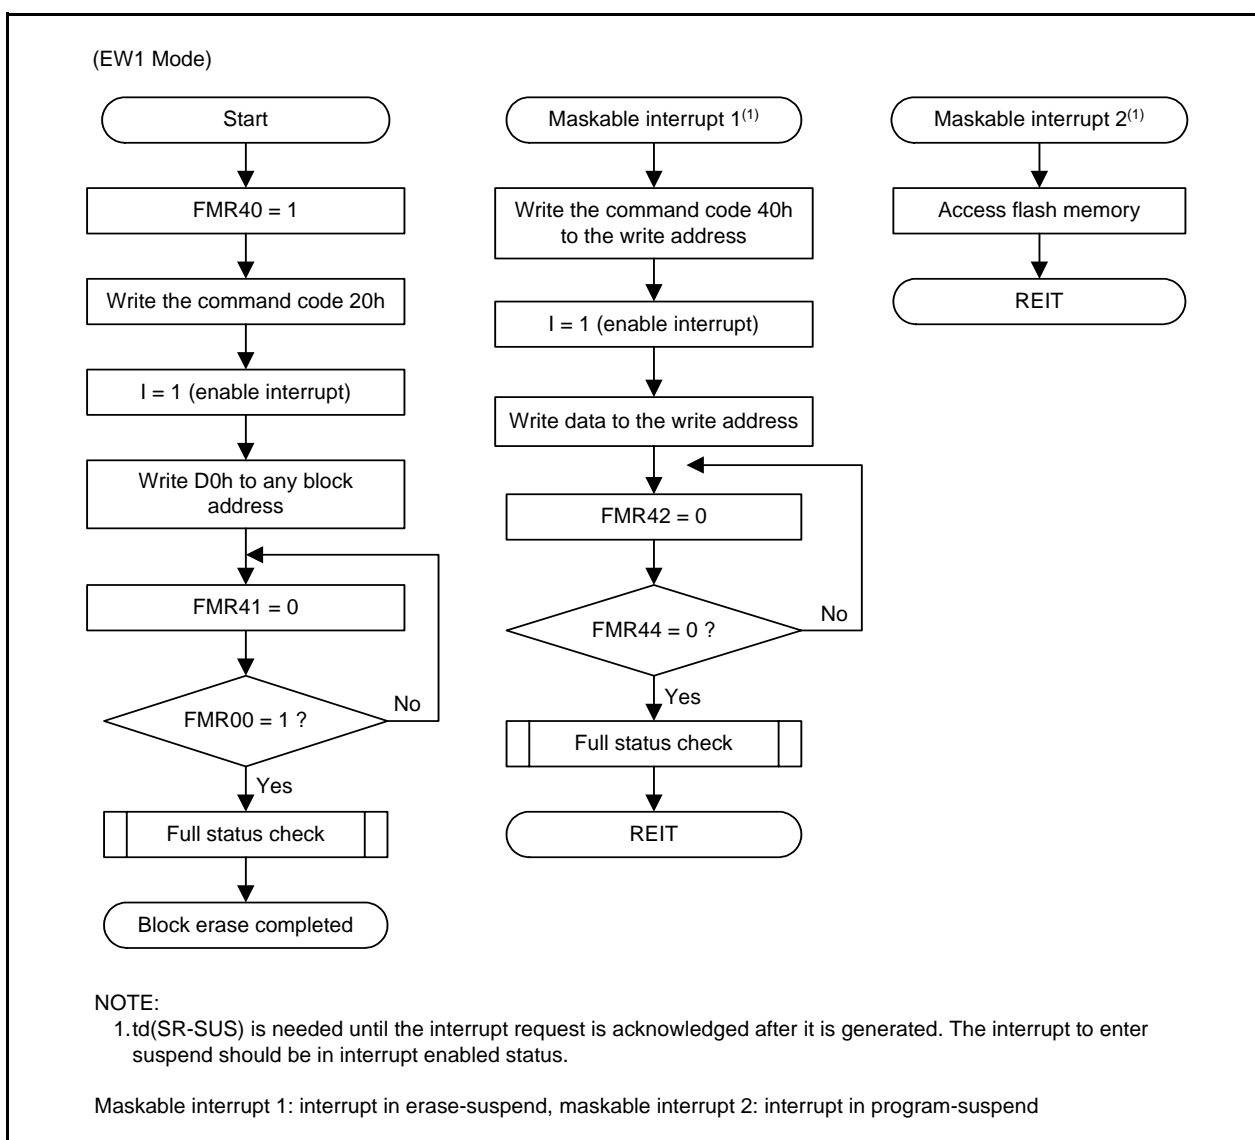 (EW1 Mode)
Start
FMR40 = 1
Write the command code 20h
I = 1 (enable interrupt)
Write D0h to any block
address
FMR41 = 0
FMR00 = 1 ?
No
Yes
Full status check
Block erase completed
Maskable interrupt 1(1)
Write the command code 40h
to the write address
I = 1 (enable interrupt)
Write data to the write address
FMR42 = 0
FMR44 = 0 ?
No
Yes
Full status check
REIT
Maskable interrupt 2(1)
Access flash memory
REIT
NOTE:
1. td(SR-SUS) is needed until the interrupt request is acknowledged after it is generated. The interrupt to enter
suspend should be in interrupt enabled status.
Maskable interrupt 1: interrupt in erase-suspend, maskable interrupt 2: interrupt in program-suspend